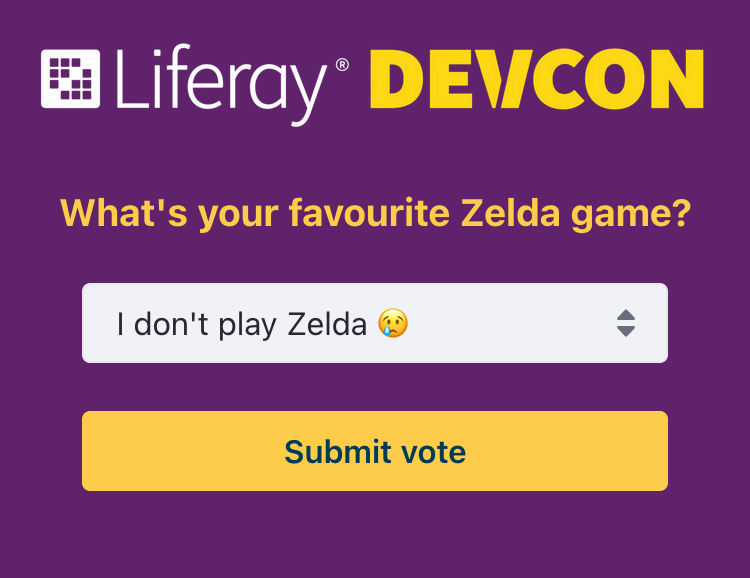 Liferay® DEVCON
What's your favourite Zelda game?
I don't play Zelda 😢
Submit vote